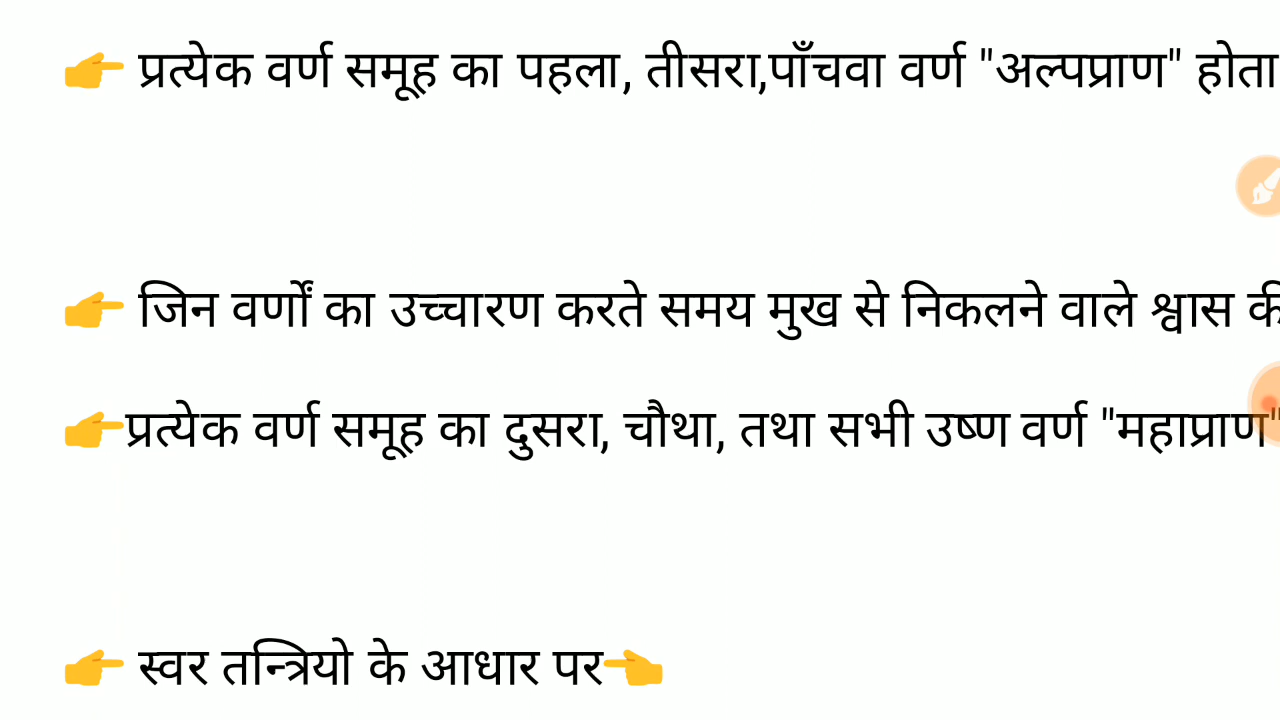 👉 प्रत्येक वर्ण समूह का पहला, तीसरा,पाँचवा वर्ण "अल्पप्राण" होता
👉 जिन वर्णों का उच्चारण करते समय मुख से निकलने वाले श्वास की
👉प्रत्येक वर्ण समूह का दुसरा, चौथा, तथा सभी उष्ण वर्ण "महाप्राण"
👉 स्वर तन्त्रियो के आधार पर👈